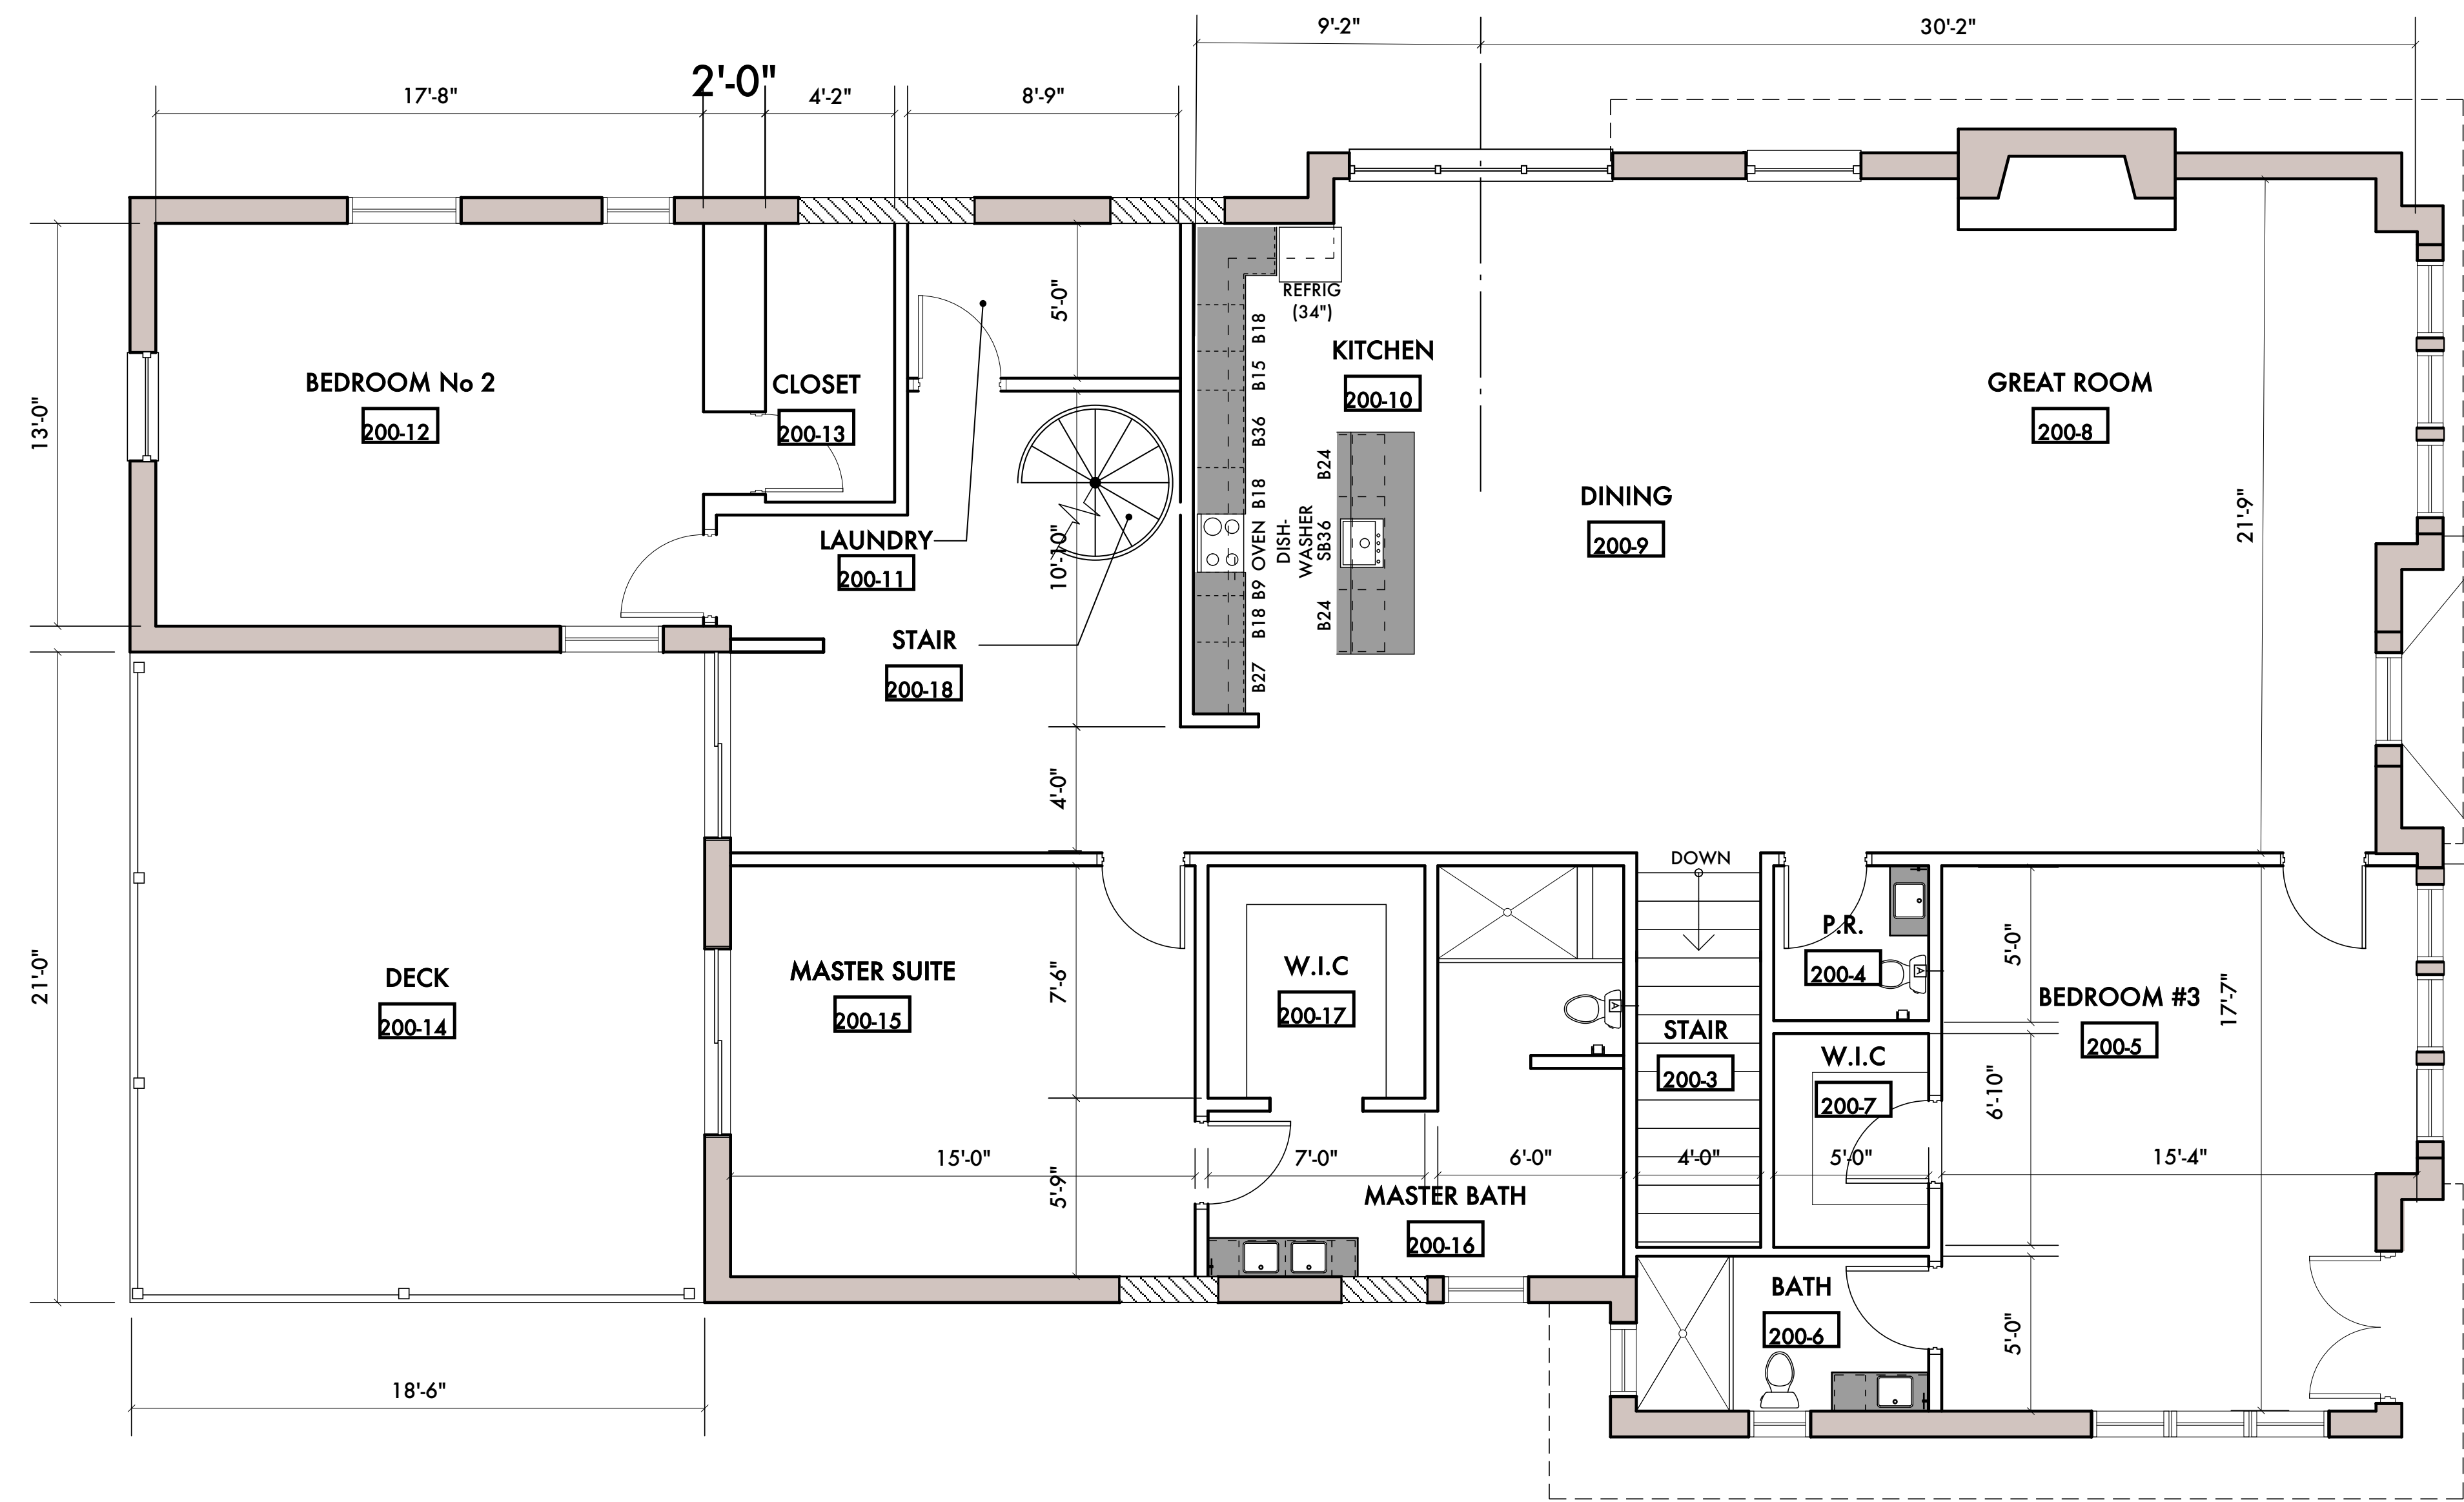 9'-2"
30'-2"
2'-0"
17'-8"
4'-2"
8'-9"
5'-0"
REFRIG
(34")
B18
KITCHEN
200-10
B15
BEDROOM No 2
200-12
CLOSET
200-13
GREAT ROOM
200-8
13'-0"
B36
B24
B18
DINING
200-9
21'-9"
LAUNDRY
200-11
10'-10"
OVEN
DISH-
WASHER
SB36
B9
B18
B24
STAIR
200-18
B27
4'-0"
DOWN
P.R.
200-4
5'-0"
DECK
200-14
21'-0"
MASTER SUITE
200-15
7'-6"
W.I.C
200-17
STAIR
200-3
BEDROOM #3
200-5
17'-7"
W.I.C
200-7
6'-10"
15'-0"
7'-0"
6'-0"
4'-0"
5'-0"
15'-4"
5'-9"
MASTER BATH
200-16
BATH
200-6
5'-0"
18'-6"